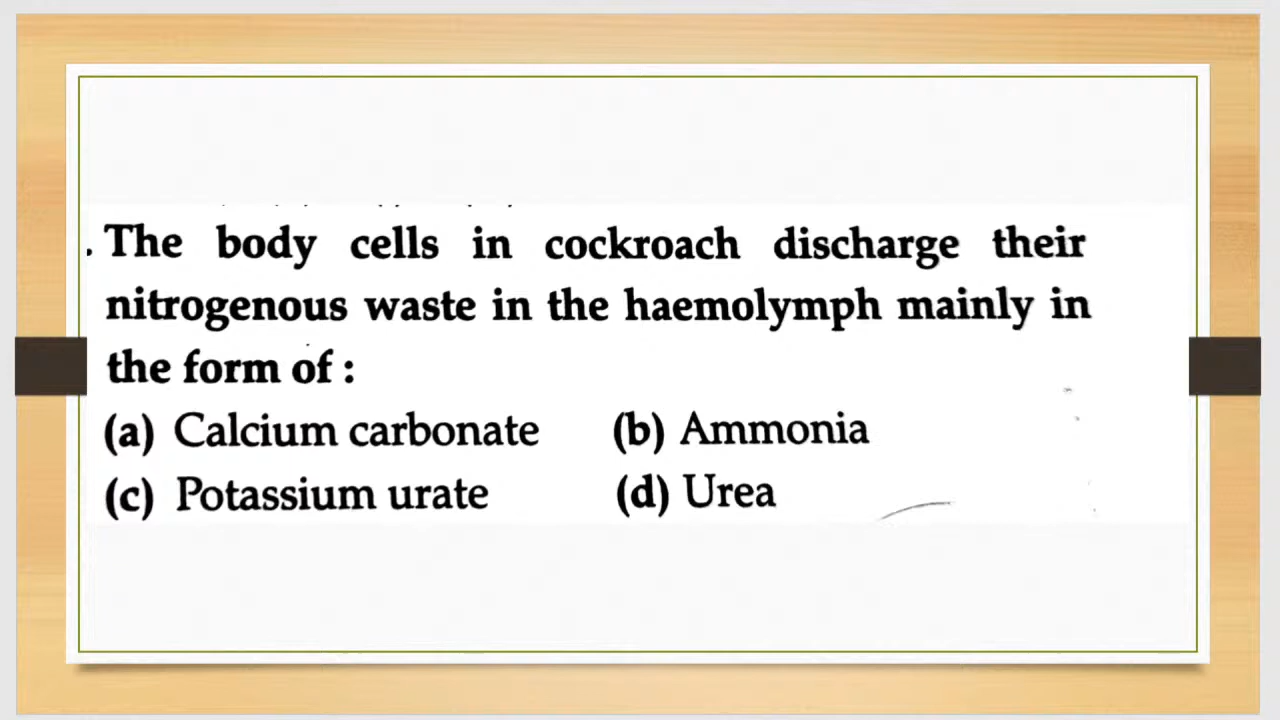 . The body cells in cockroach discharge their
nitrogenous waste in the haemolymph mainly in
the form of :
(a) Calcium carbonate (b) Ammonia
(c) Potassium urate (d) Urea